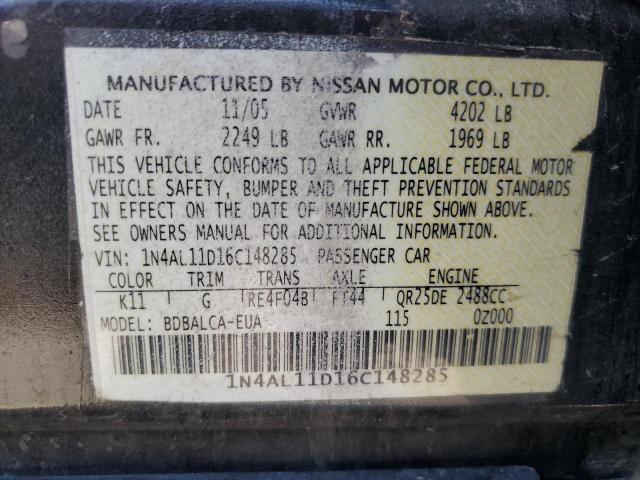 MANUFACTURED BY NISSAN MOTOR CO., LTD.
DATE 11/05 GVWR 4202 LB
GAWR FR. 2249 LB GAWR RR. 1969 LB
THIS VEHICLE CONFORMS TO ALL APPLICABLE FEDERAL MOTOR
VEHICLE SAFETY, BUMPER AND THEFT PREVENTION STANDARDS
IN EFFECT ON THE DATE OF MANUFACTURE SHOWN ABOVE.
SEE OWNERS MANUAL FOR ADDITIONAL INFORMATION.
VIN: 1N4AL11D16C148285 PASSENGER CAR
COLOR TRIM TRANS AXLE ENGINE
K11 G RE4F04B FT44 QR25DE 2488CC
MODEL: BDBALCA-EUA 115 0Z000
1N4AL11D16C148285